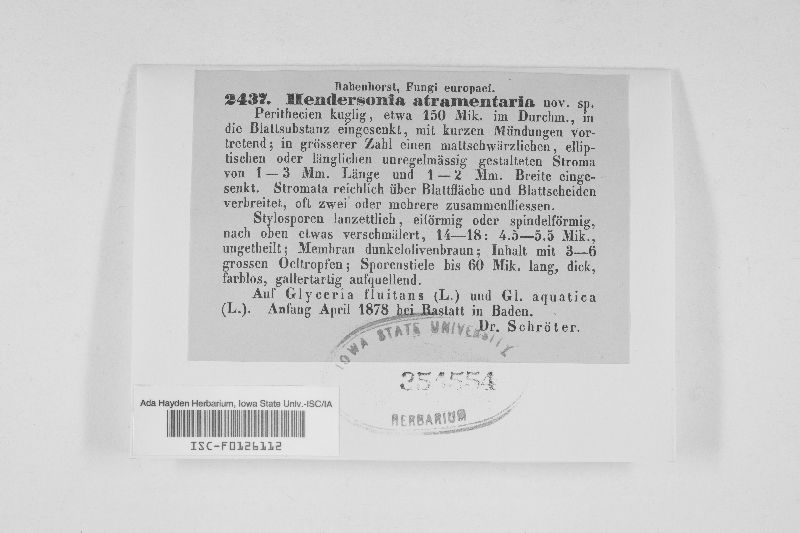 Rabenhorst, Fungi europaei.
2437. Hendersonia atramentaria nov. sp.
Perithecien kuglig, etwa 150 Mik. im Durchm., in
die Blattsubstanz eingesenkt, mit kurzen Mündungen vor-
tretend; in grösserer Zahl einen mattschwärzlichen, ellip-
tischen oder länglichen unregelmässig gestalteten Stroma
von 1—3 Mm. Länge und 1—2 Mm. Breite einge-
senkt. Stromata reichlich über Blattfläche und Blattscheiden
verbreitet, oft zwei oder mehrere zusammenfliessen.
Stylosporen lanzettlich, eiförmig oder spindelförmig,
nach oben etwas verschmälert, 14—18: 4.5—5.5 Mik.,
ungetheilt; Membran dunkelolivenbraun; Inhalt mit 3—6
grossen Oeltropfen; Sporenstiele bis 60 Mik. lang, dick,
farblos, gallertartig aufquellend.
Auf Glyceria fluitans (L.) und Gl. aquatica
(L.). Anfang April 1878 bei Rastatt in Baden.
Dr. Schröter.
IOWA STATE UNIVERSITY
354554
HERBARIUM
Ada Hayden Herbarium, Iowa State Univ.-ISC/IA
ISC-F0126112